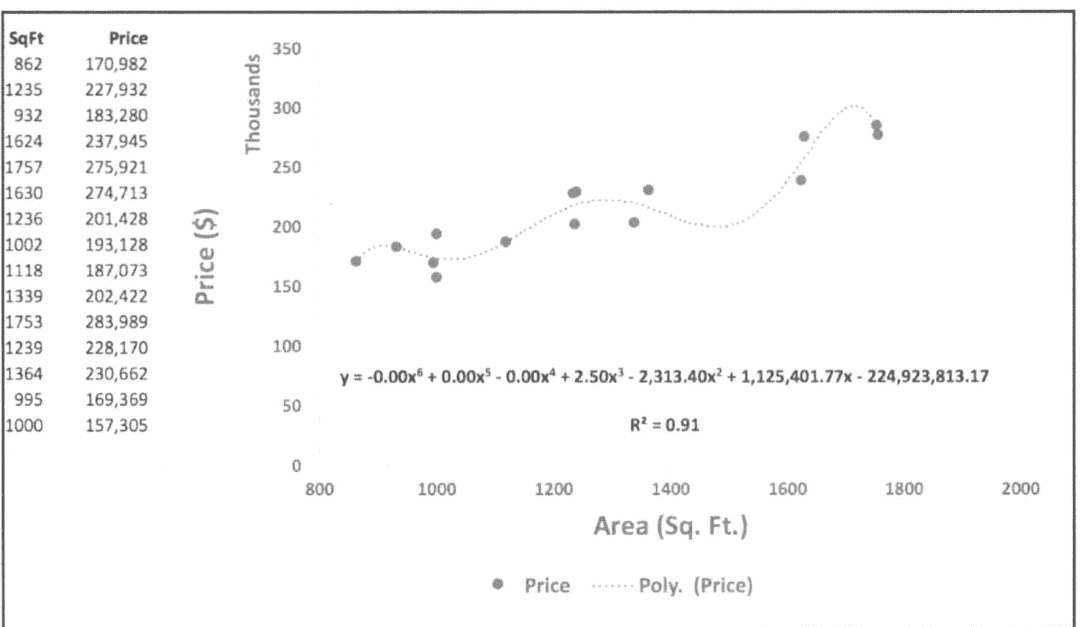 SqFt Price
862 170,982
1235 227,932
932 183,280
1624 237,945
1757 275,921
1630 274,713
1236 201,428
1002 193,128
1118 187,073
1339 202,422
1753 283,989
1239 228,170
1364 230,662
995 169,369
1000 157,305
Price ($)
Thousands
350
300
250
200
150
100
50
0
y = -0.00x⁶ + 0.00x⁵ - 0.00x⁴ + 2.50x³ - 2,313.40x² + 1,125,401.77x - 224,923,813.17
R² = 0.91
800 1000 1200 1400 1600 1800 2000
Area (Sq. Ft.)
Price Poly. (Price)